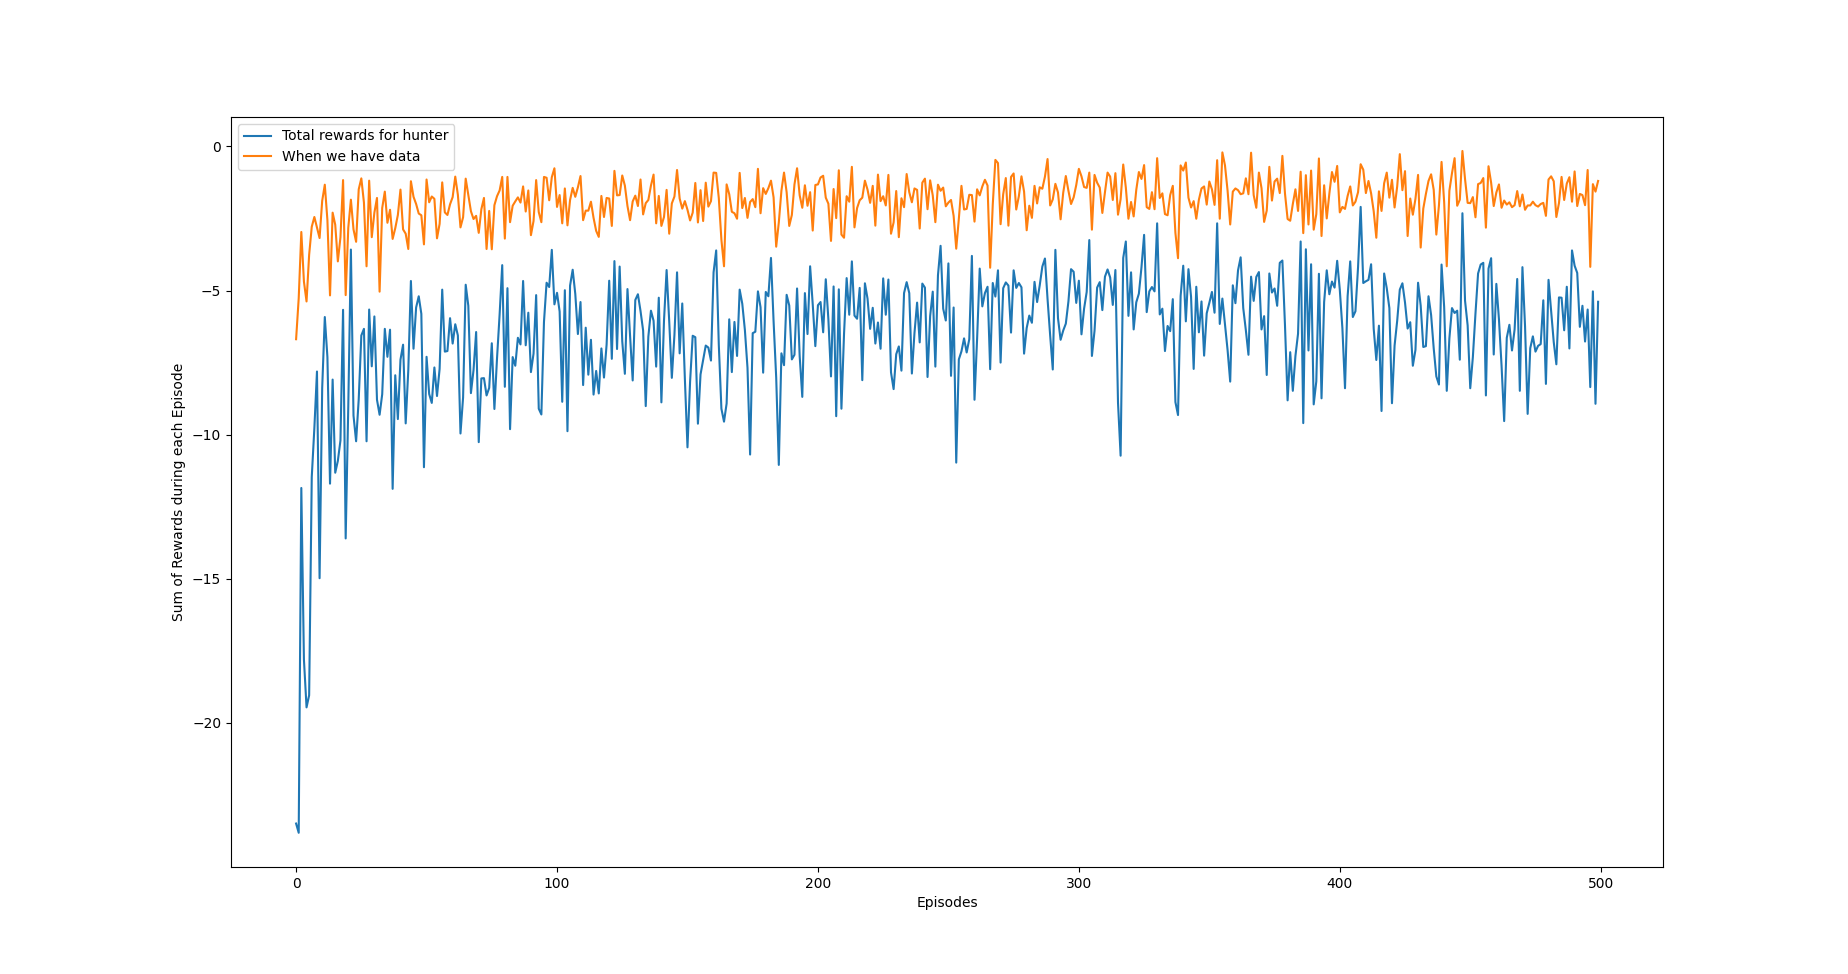 Total rewards for hunter
When we have data
0
−5
−10
−15
−20
Sum of Rewards during each Episode
0 100 200 300 400 500
Episodes